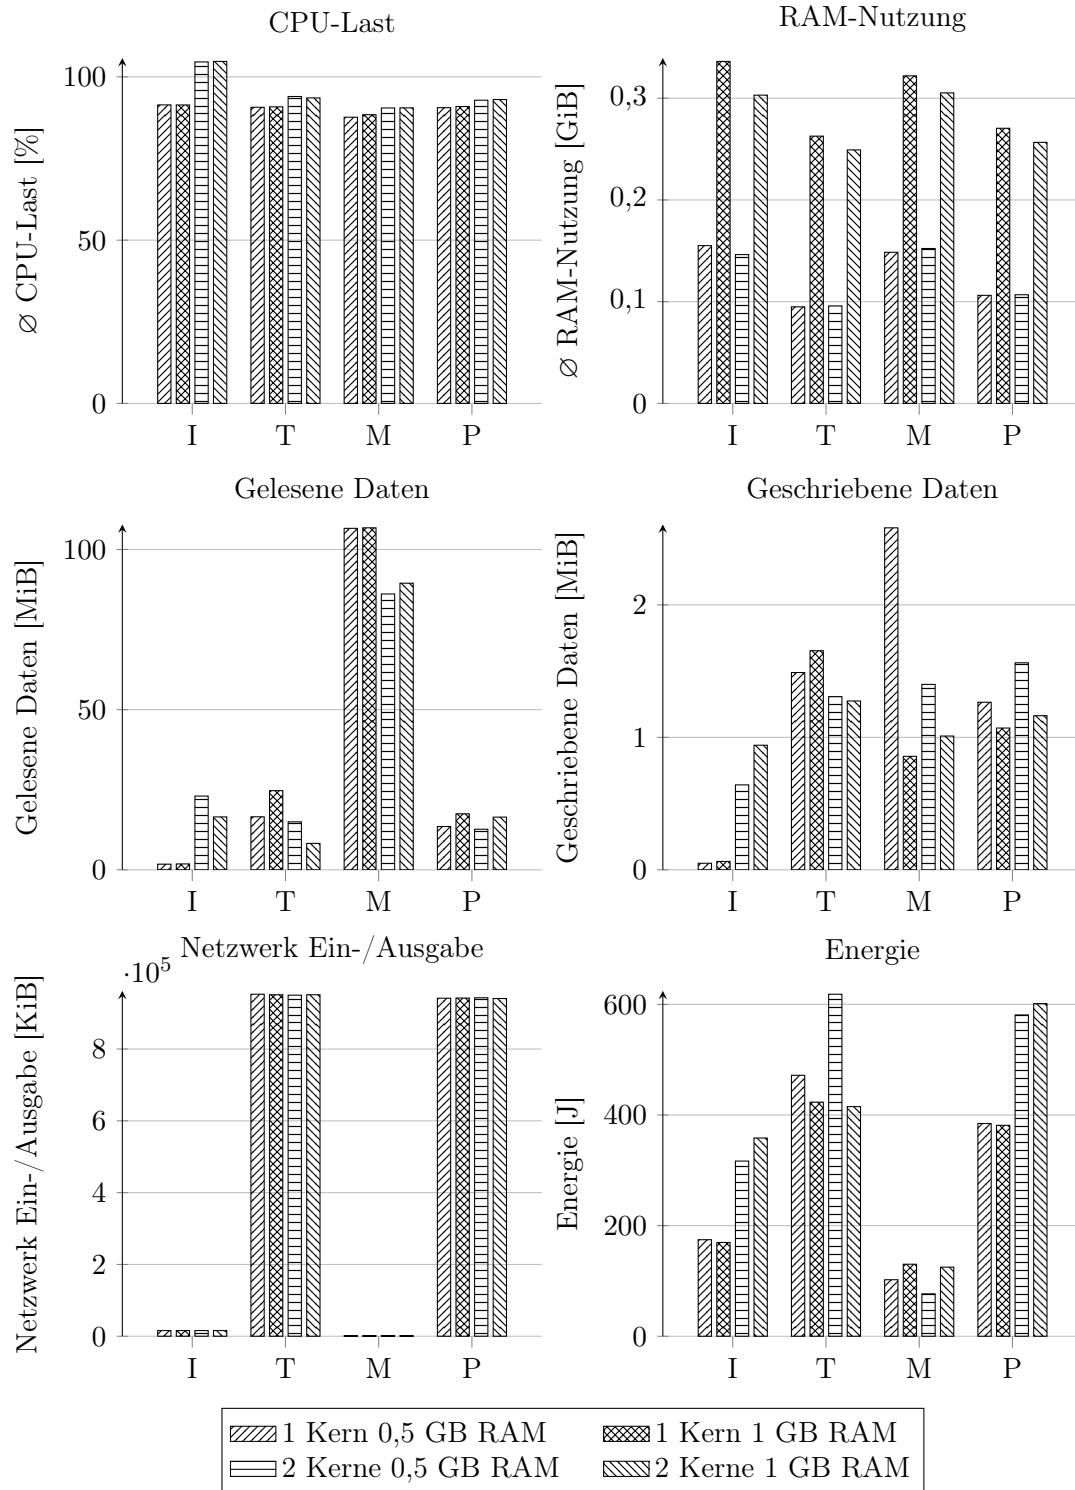 CPU-Last
RAM-Nutzung
100
50
0
Ø CPU-Last [%]
I T M P
0,3
0,2
0,1
0
Ø RAM-Nutzung [GiB]
I T M P
Gelesene Daten
Geschriebene Daten
100
50
0
Gelesene Daten [MiB]
I T M P
2
1
0
Geschriebene Daten [MiB]
I T M P
Netzwerk Ein-/Ausgabe
Energie
·10⁵
8
6
4
2
0
Netzwerk Ein-/Ausgabe [KiB]
I T M P
600
400
200
0
Energie [J]
I T M P
1 Kern 0,5 GB RAM
1 Kern 1 GB RAM
2 Kerne 0,5 GB RAM
2 Kerne 1 GB RAM